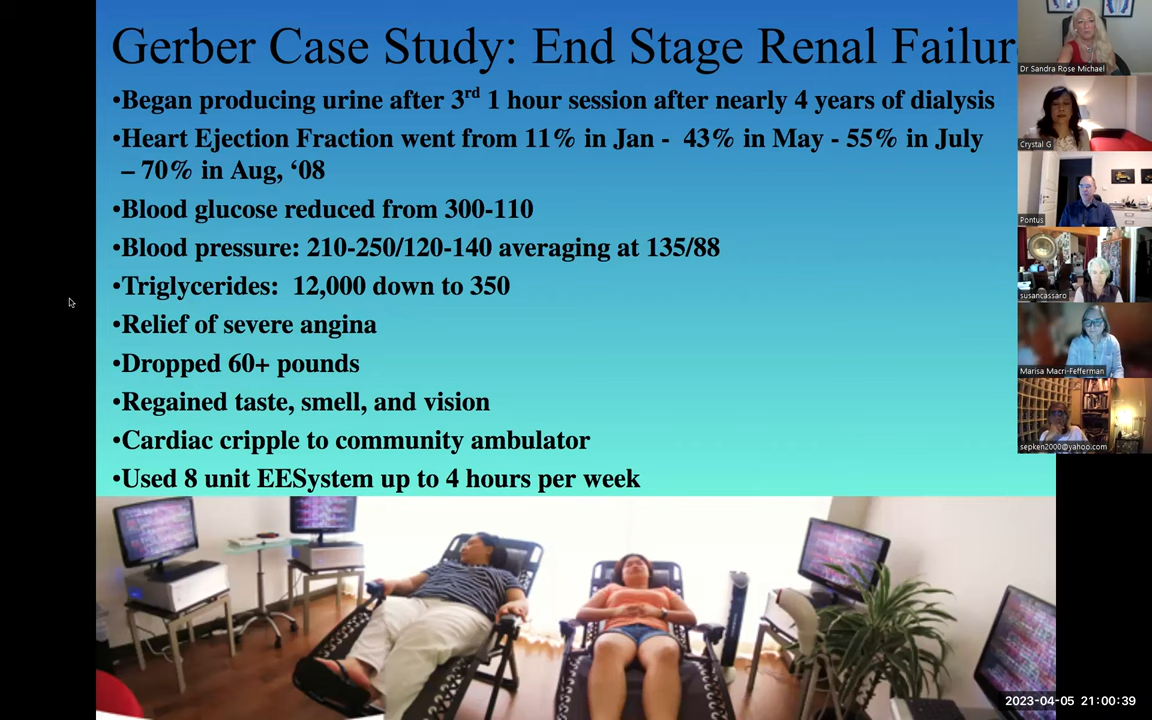 Gerber Case Study: End Stage Renal Failur
•Began producing urine after 3rd 1 hour session after nearly 4 years of dialysis
•Heart Ejection Fraction went from 11% in Jan - 43% in May - 55% in July
– 70% in Aug, ‘08
•Blood glucose reduced from 300-110
•Blood pressure: 210-250/120-140 averaging at 135/88
•Triglycerides: 12,000 down to 350
•Relief of severe angina
•Dropped 60+ pounds
•Regained taste, smell, and vision
•Cardiac cripple to community ambulator
•Used 8 unit EESystem up to 4 hours per week
Dr Sandra Rose Michael
Crystal G
Pontus
susancassaro
Marisa Macri-Fefferman
sepken2000@yahoo.com
2023-04-05 21:00:39